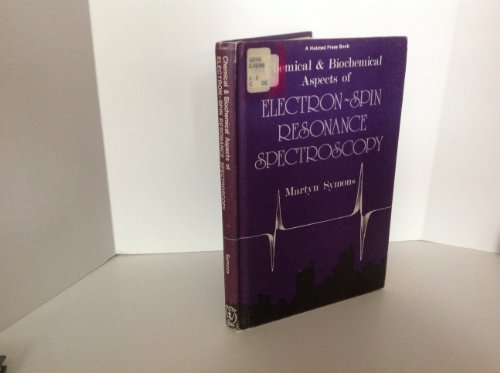 A Halsted Press Book
emical & Biochemical
Aspects of
ELECTRON~SPIN
RESONANCE
SPECTROSCOPY
Martyn Symons
Chemical & Biochemical Aspects of
ELECTRON-SPIN RESONANCE SPECTROSCOPY
Symons